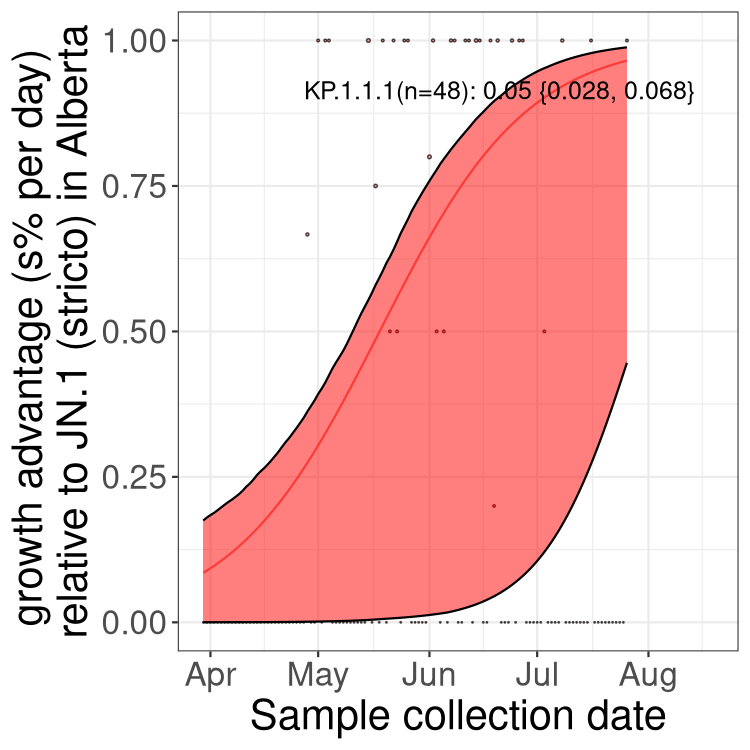 growth advantage (s% per day)
relative to JN.1 (stricto) in Alberta
1.00
0.75
0.50
0.25
0.00
KP.1.1.1(n=48): 0.05 {0.028, 0.068}
Apr May Jun Jul Aug
Sample collection date